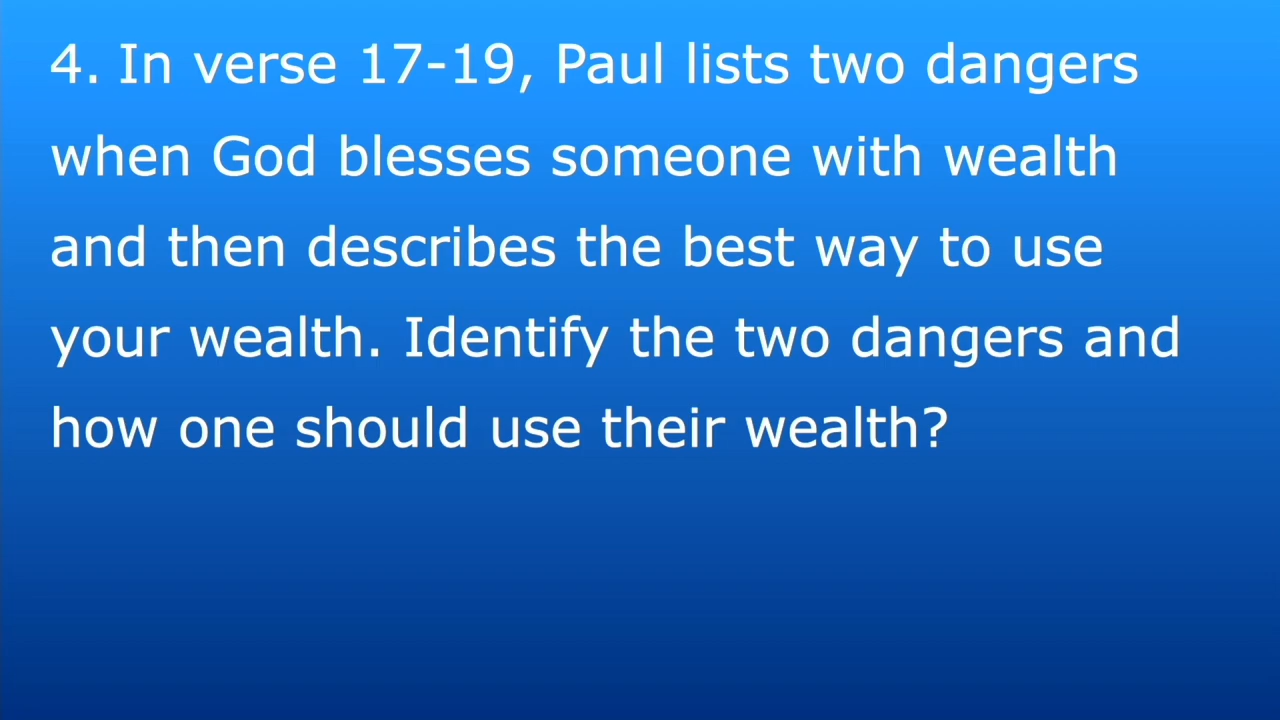 4. In verse 17-19, Paul lists two dangers
when God blesses someone with wealth
and then describes the best way to use
your wealth. Identify the two dangers and
how one should use their wealth?